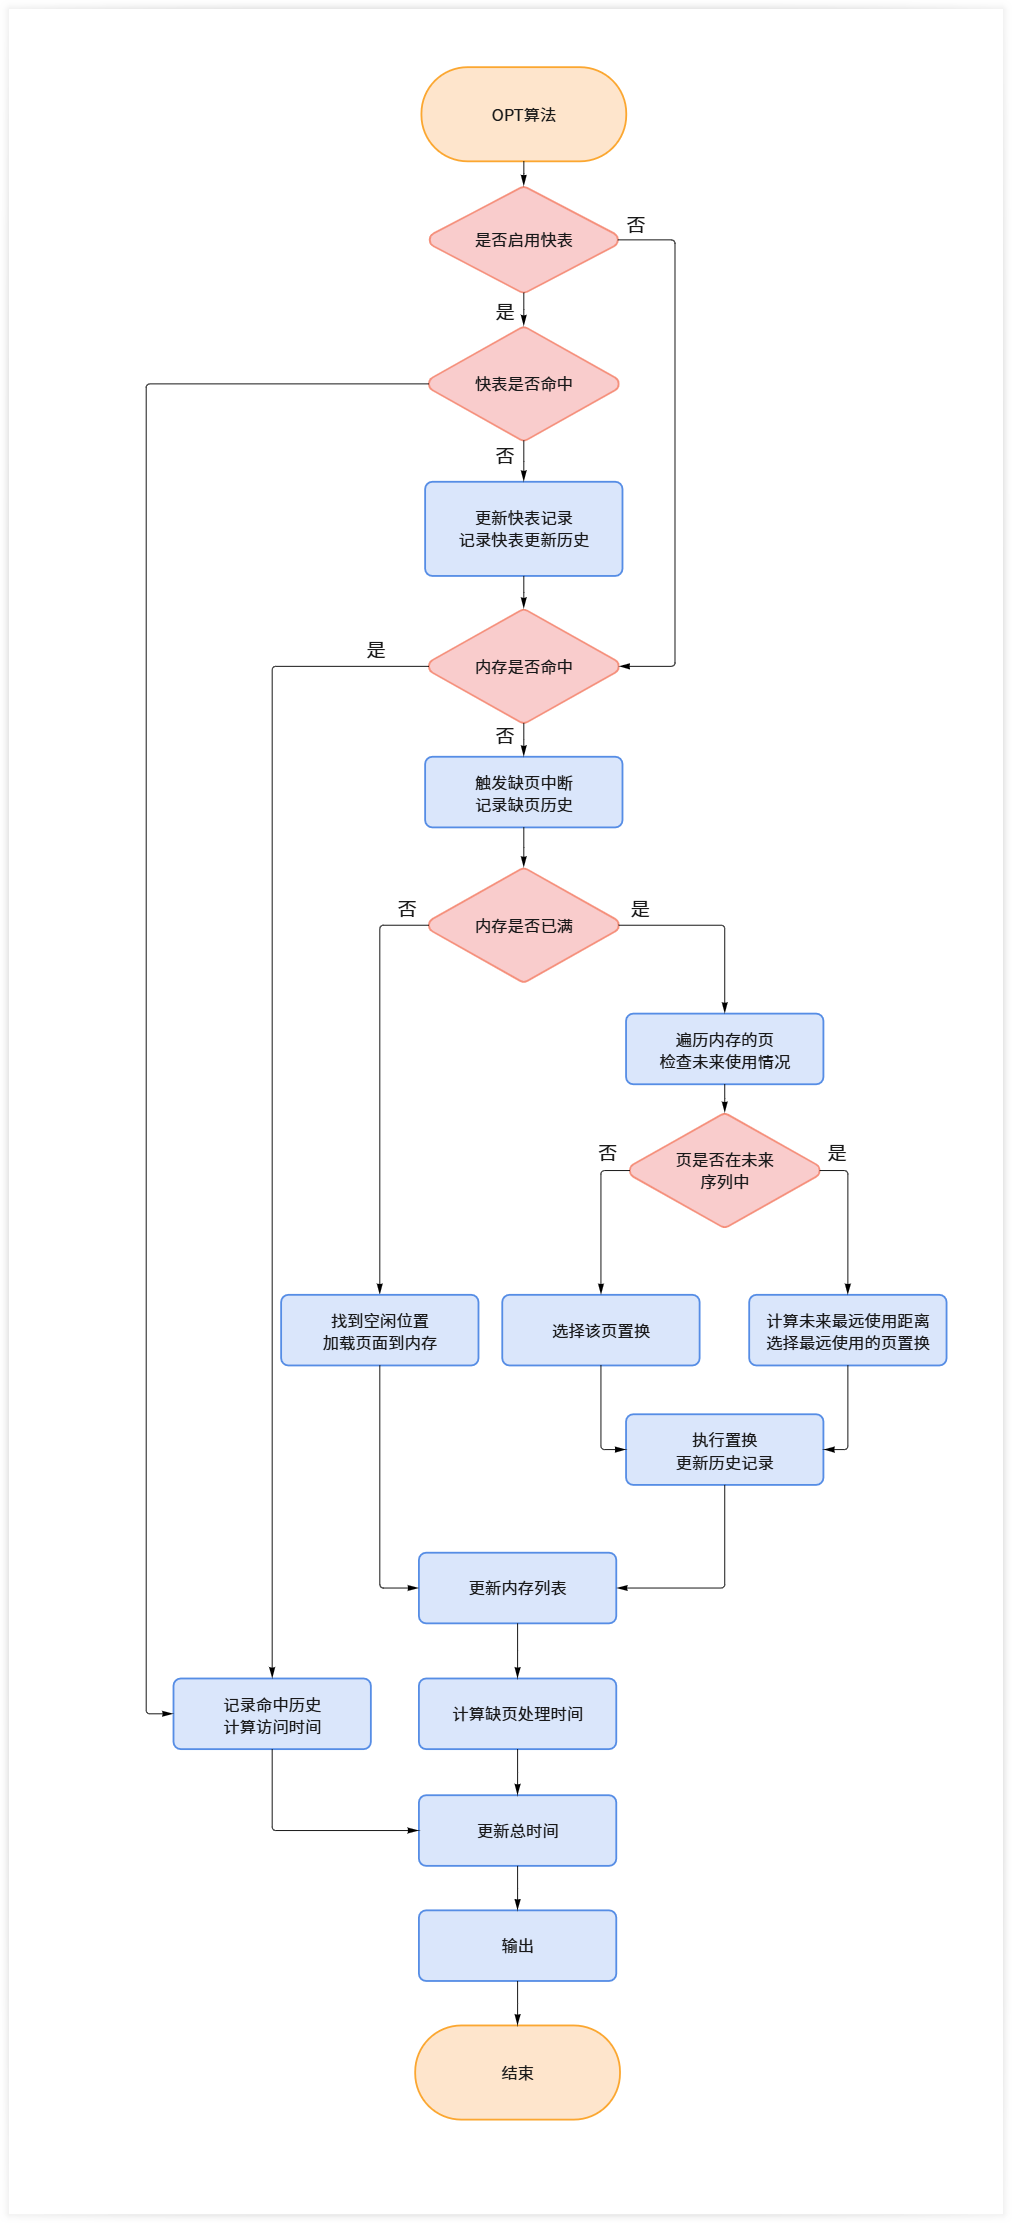 OPT算法
是否启用快表
否
是
快表是否命中
否
更新快表记录
记录快表更新历史
是
内存是否命中
否
触发缺页中断
记录缺页历史
否
是
内存是否已满
遍历内存的页
检查未来使用情况
否
是
页是否在未来
序列中
找到空闲位置
加载页面到内存
选择该页置换
计算未来最远使用距离
选择最远使用的页置换
执行置换
更新历史记录
更新内存列表
记录命中历史
计算访问时间
计算缺页处理时间
更新总时间
输出
结束